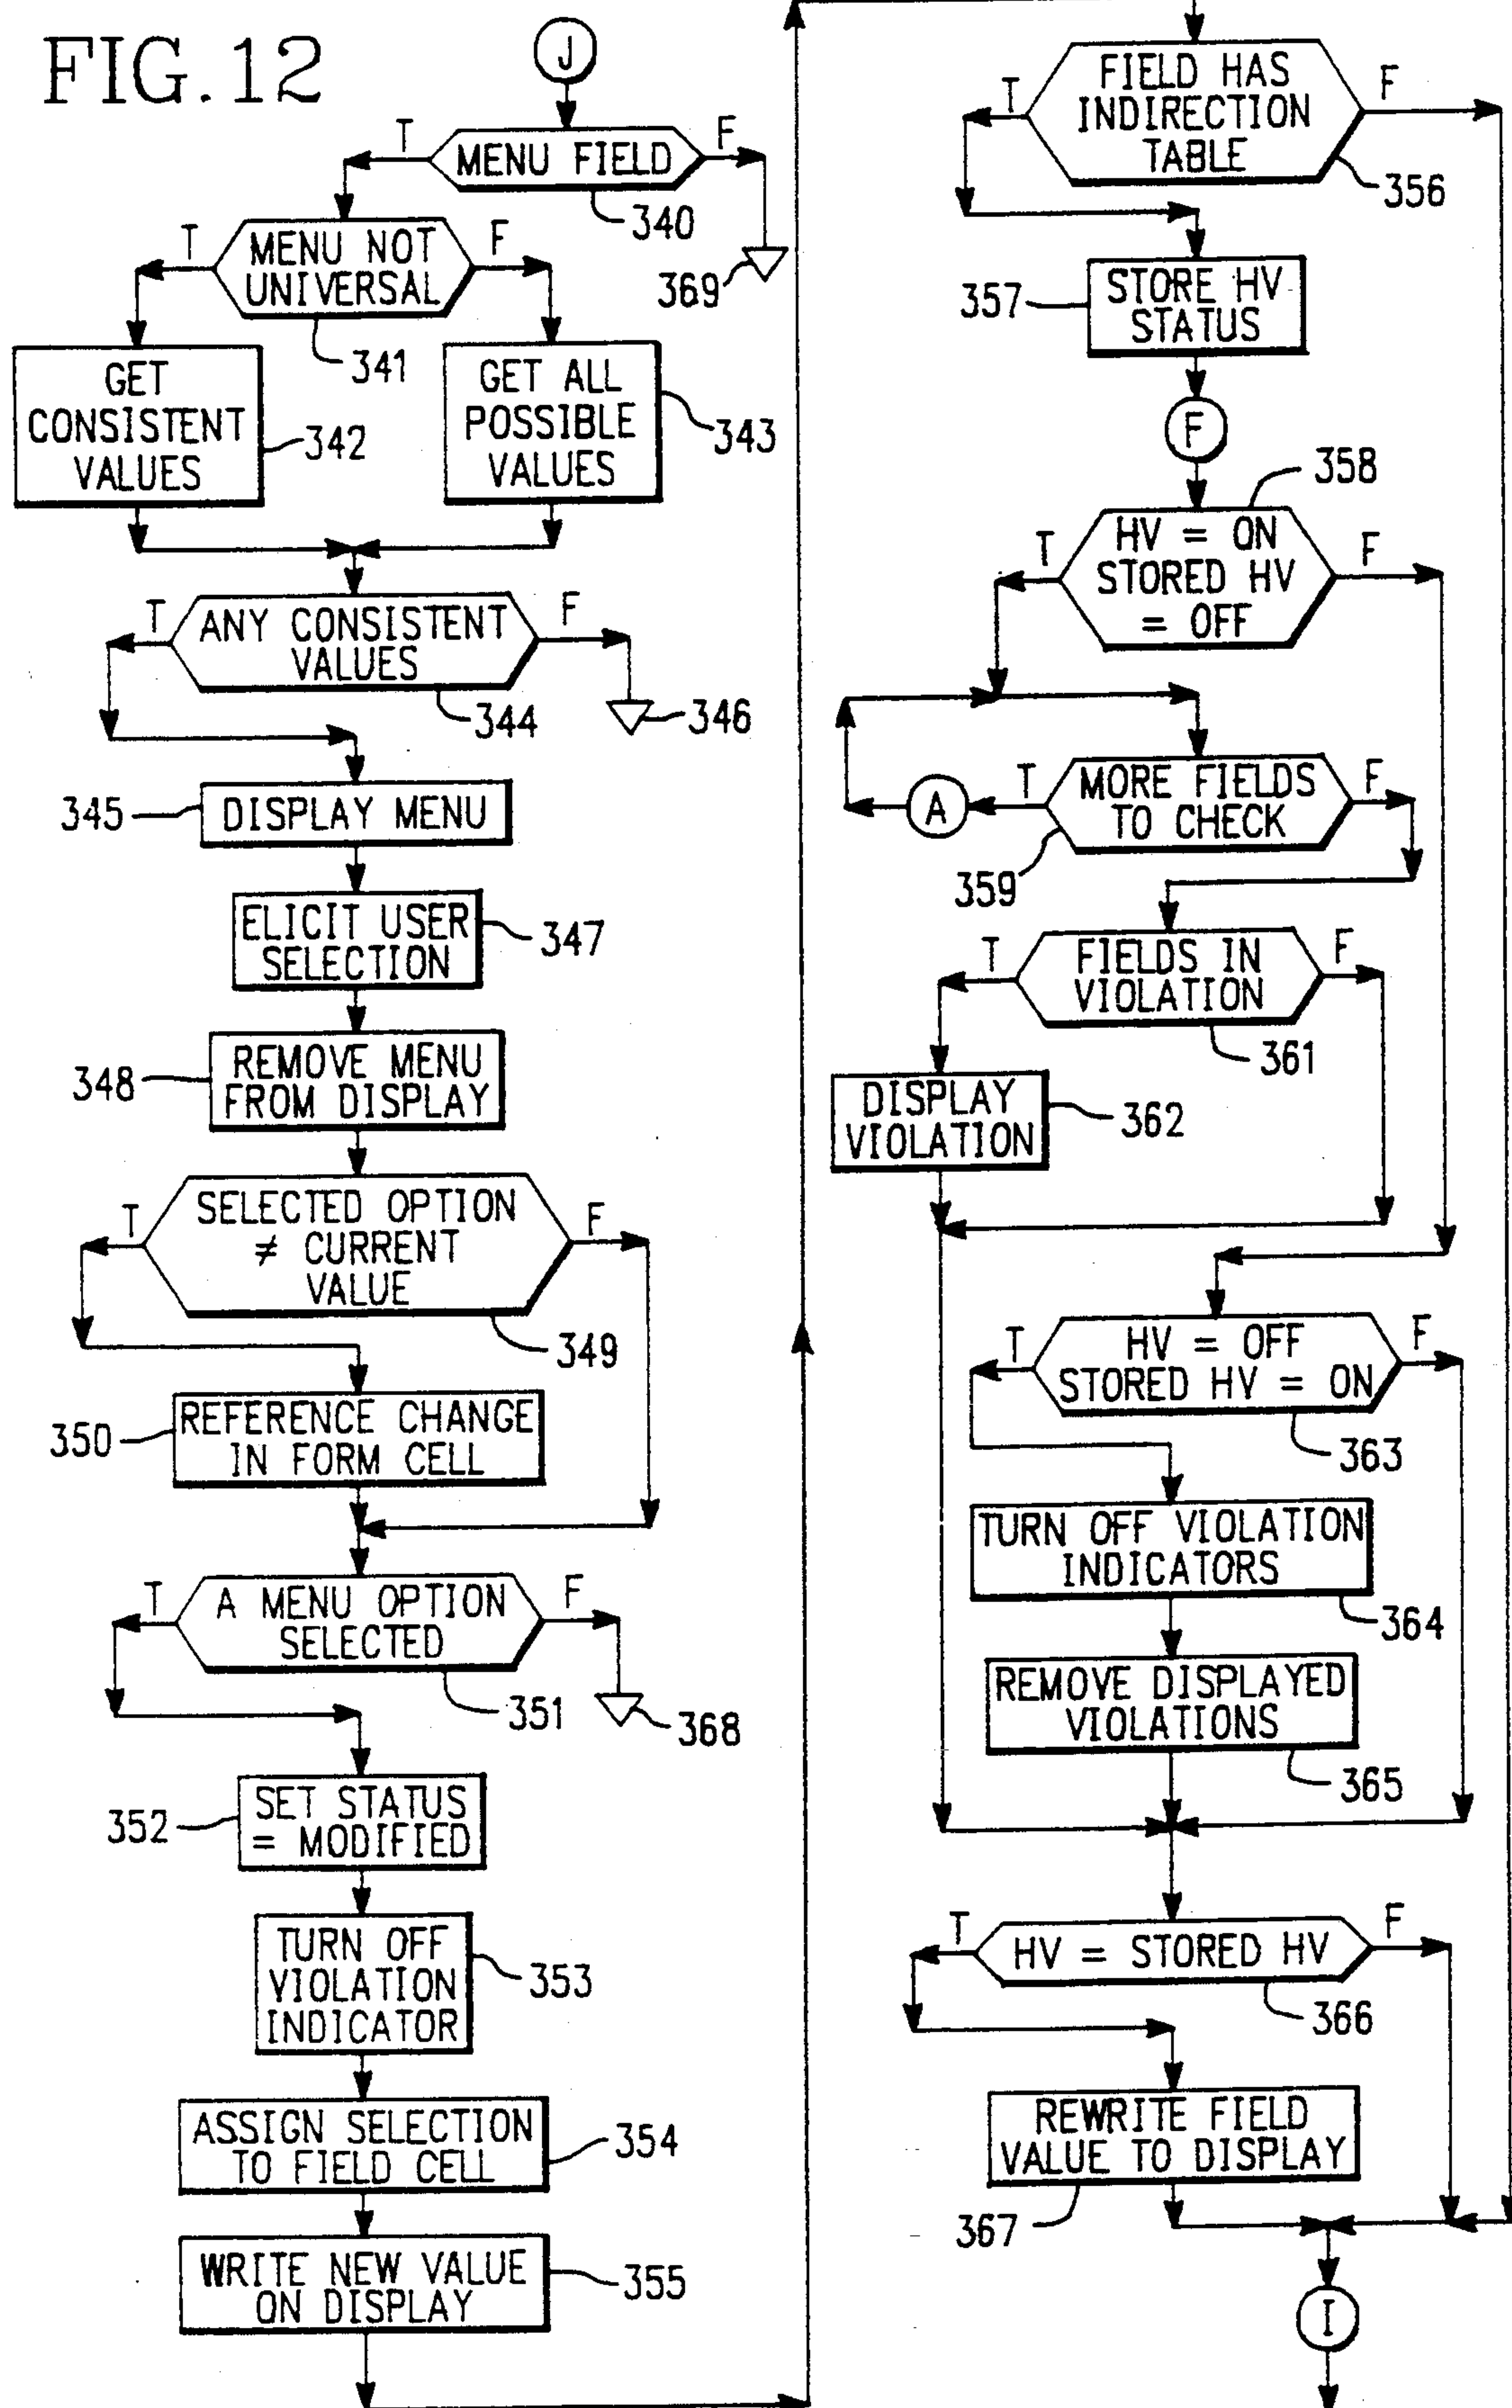 FIG.12
J
T
MENU FIELD
F
340
369
T
MENU NOT
UNIVERSAL
F
341
GET
CONSISTENT
VALUES
342
GET ALL
POSSIBLE
VALUES
343
T
ANY CONSISTENT
VALUES
F
344
346
345
DISPLAY MENU
ELICIT USER
SELECTION
347
348
REMOVE MENU
FROM DISPLAY
T
SELECTED OPTION
≠ CURRENT
VALUE
F
349
350
REFERENCE CHANGE
IN FORM CELL
T
A MENU OPTION
SELECTED
F
351
368
352
SET STATUS
= MODIFIED
TURN OFF
VIOLATION
INDICATOR
353
ASSIGN SELECTION
TO FIELD CELL
354
WRITE NEW VALUE
ON DISPLAY
355
T
FIELD HAS
INDIRECTION
TABLE
F
356
357
STORE HV
STATUS
F
358
T
HV = ON
STORED HV
= OFF
F
A
T
MORE FIELDS
TO CHECK
F
359
T
FIELDS IN
VIOLATION
F
361
DISPLAY
VIOLATION
362
T
HV = OFF
STORED HV = ON
F
363
TURN OFF VIOLATION
INDICATORS
364
REMOVE DISPLAYED
VIOLATIONS
365
T
HV = STORED HV
F
366
REWRITE FIELD
VALUE TO DISPLAY
367
I